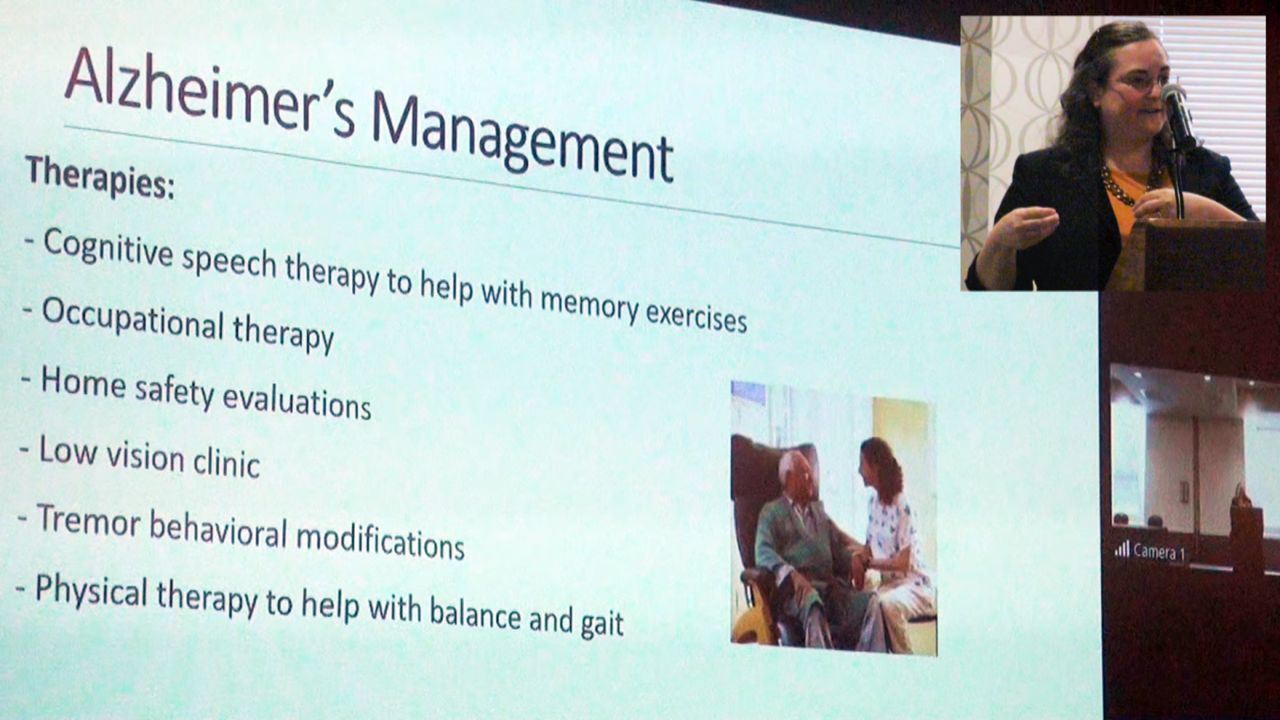 Alzheimer's Management
Therapies:
- Cognitive speech therapy to help with memory exercises
- Occupational therapy
- Home safety evaluations
- Low vision clinic
- Tremor behavioral modifications
- Physical therapy to help with balance and gait
Camera 1